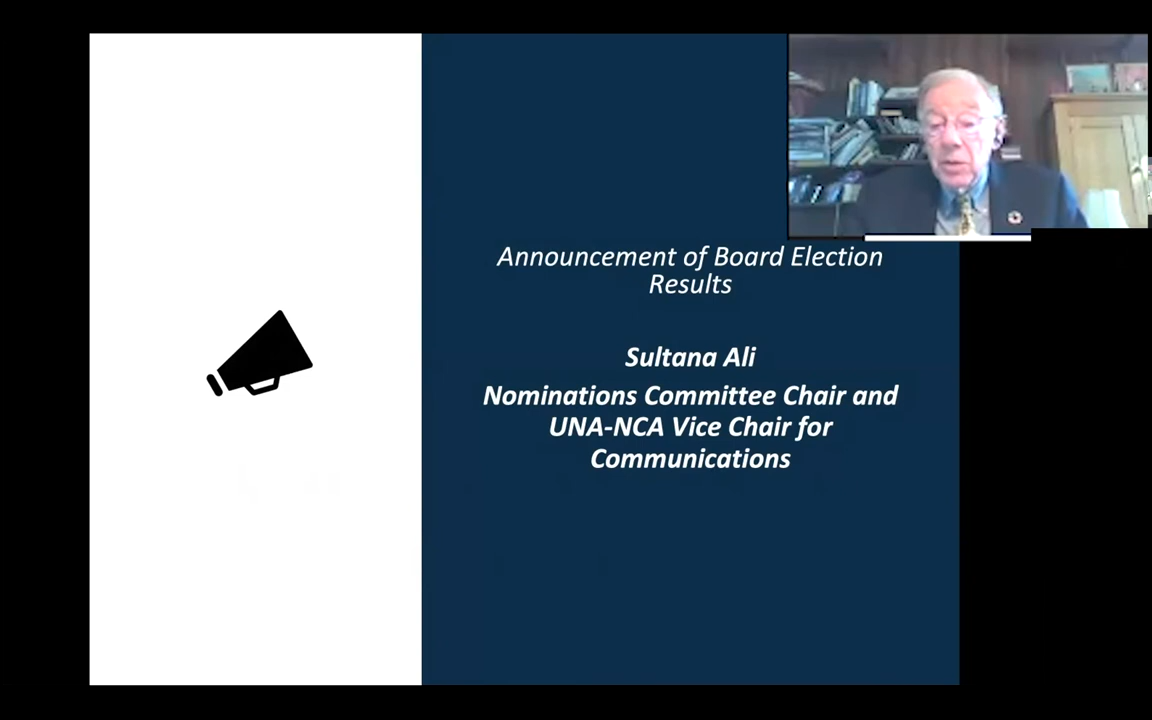 Announcement of Board Election
Results
Sultana Ali
Nominations Committee Chair and
UNA-NCA Vice Chair for
Communications